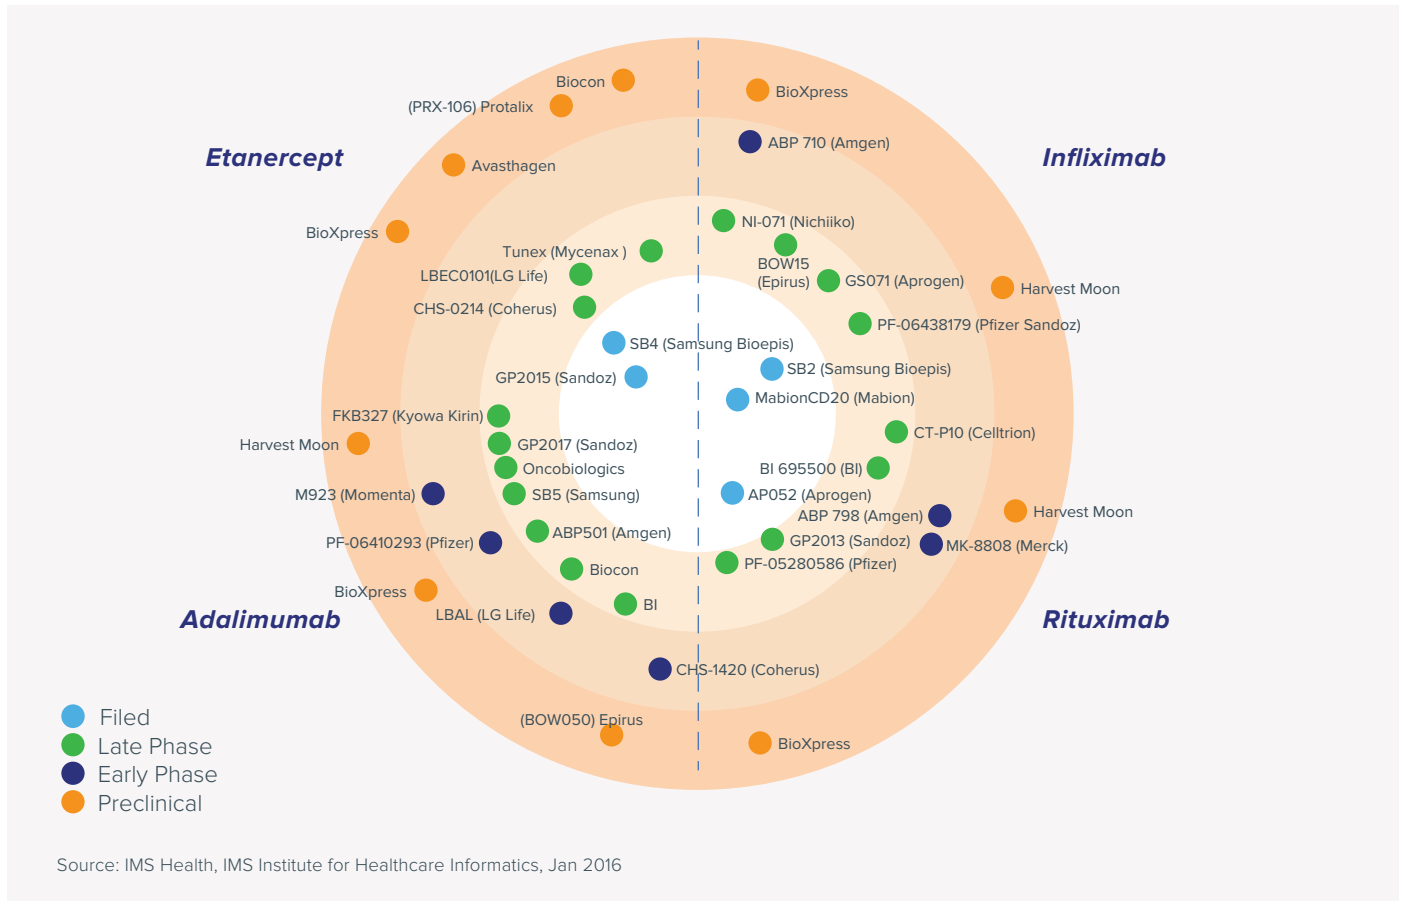 Biocon
(PRX-106) Protalix
Etanercept
Avasthagen
BioXpress
Tunex (Mycenax )
LBEC0101(LG Life)
CHS-0214 (Coherus)
SB4 (Samsung Bioepis)
GP2015 (Sandoz)
BioXpress
ABP 710 (Amgen)
Infliximab
NI-071 (Nichiiko)
BOW15
(Epirus)
GS071 (Aprogen)
Harvest Moon
PF-06438179 (Pfizer Sandoz)
SB2 (Samsung Bioepis)
MabionCD20 (Mabion)
FKB327 (Kyowa Kirin)
Harvest Moon
GP2017 (Sandoz)
Oncobiologics
M923 (Momenta)
SB5 (Samsung)
ABP501 (Amgen)
PF-06410293 (Pfizer)
Biocon
BioXpress
BI
LBAL (LG Life)
Adalimumab
CHS-1420 (Coherus)
(BOW050) Epirus
CT-P10 (Celltrion)
BI 695500 (BI)
AP052 (Aprogen)
ABP 798 (Amgen)
Harvest Moon
GP2013 (Sandoz)
MK-8808 (Merck)
PF-05280586 (Pfizer)
Rituximab
BioXpress
Filed
Late Phase
Early Phase
Preclinical
Source: IMS Health, IMS Institute for Healthcare Informatics, Jan 2016